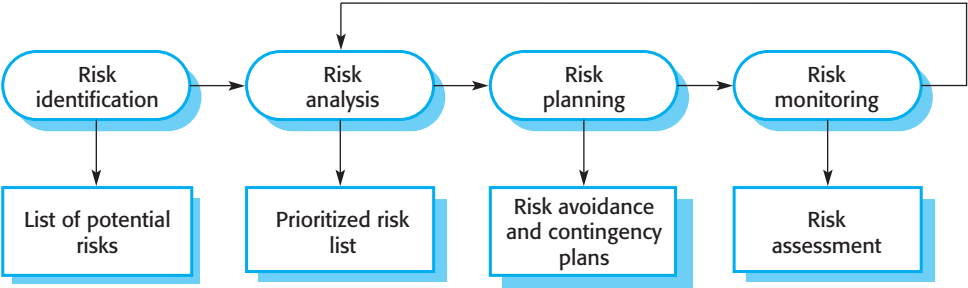 Risk
identification
Risk
analysis
Risk
planning
Risk
monitoring
List of potential
risks
Prioritized risk
list
Risk avoidance
and contingency
plans
Risk
assessment